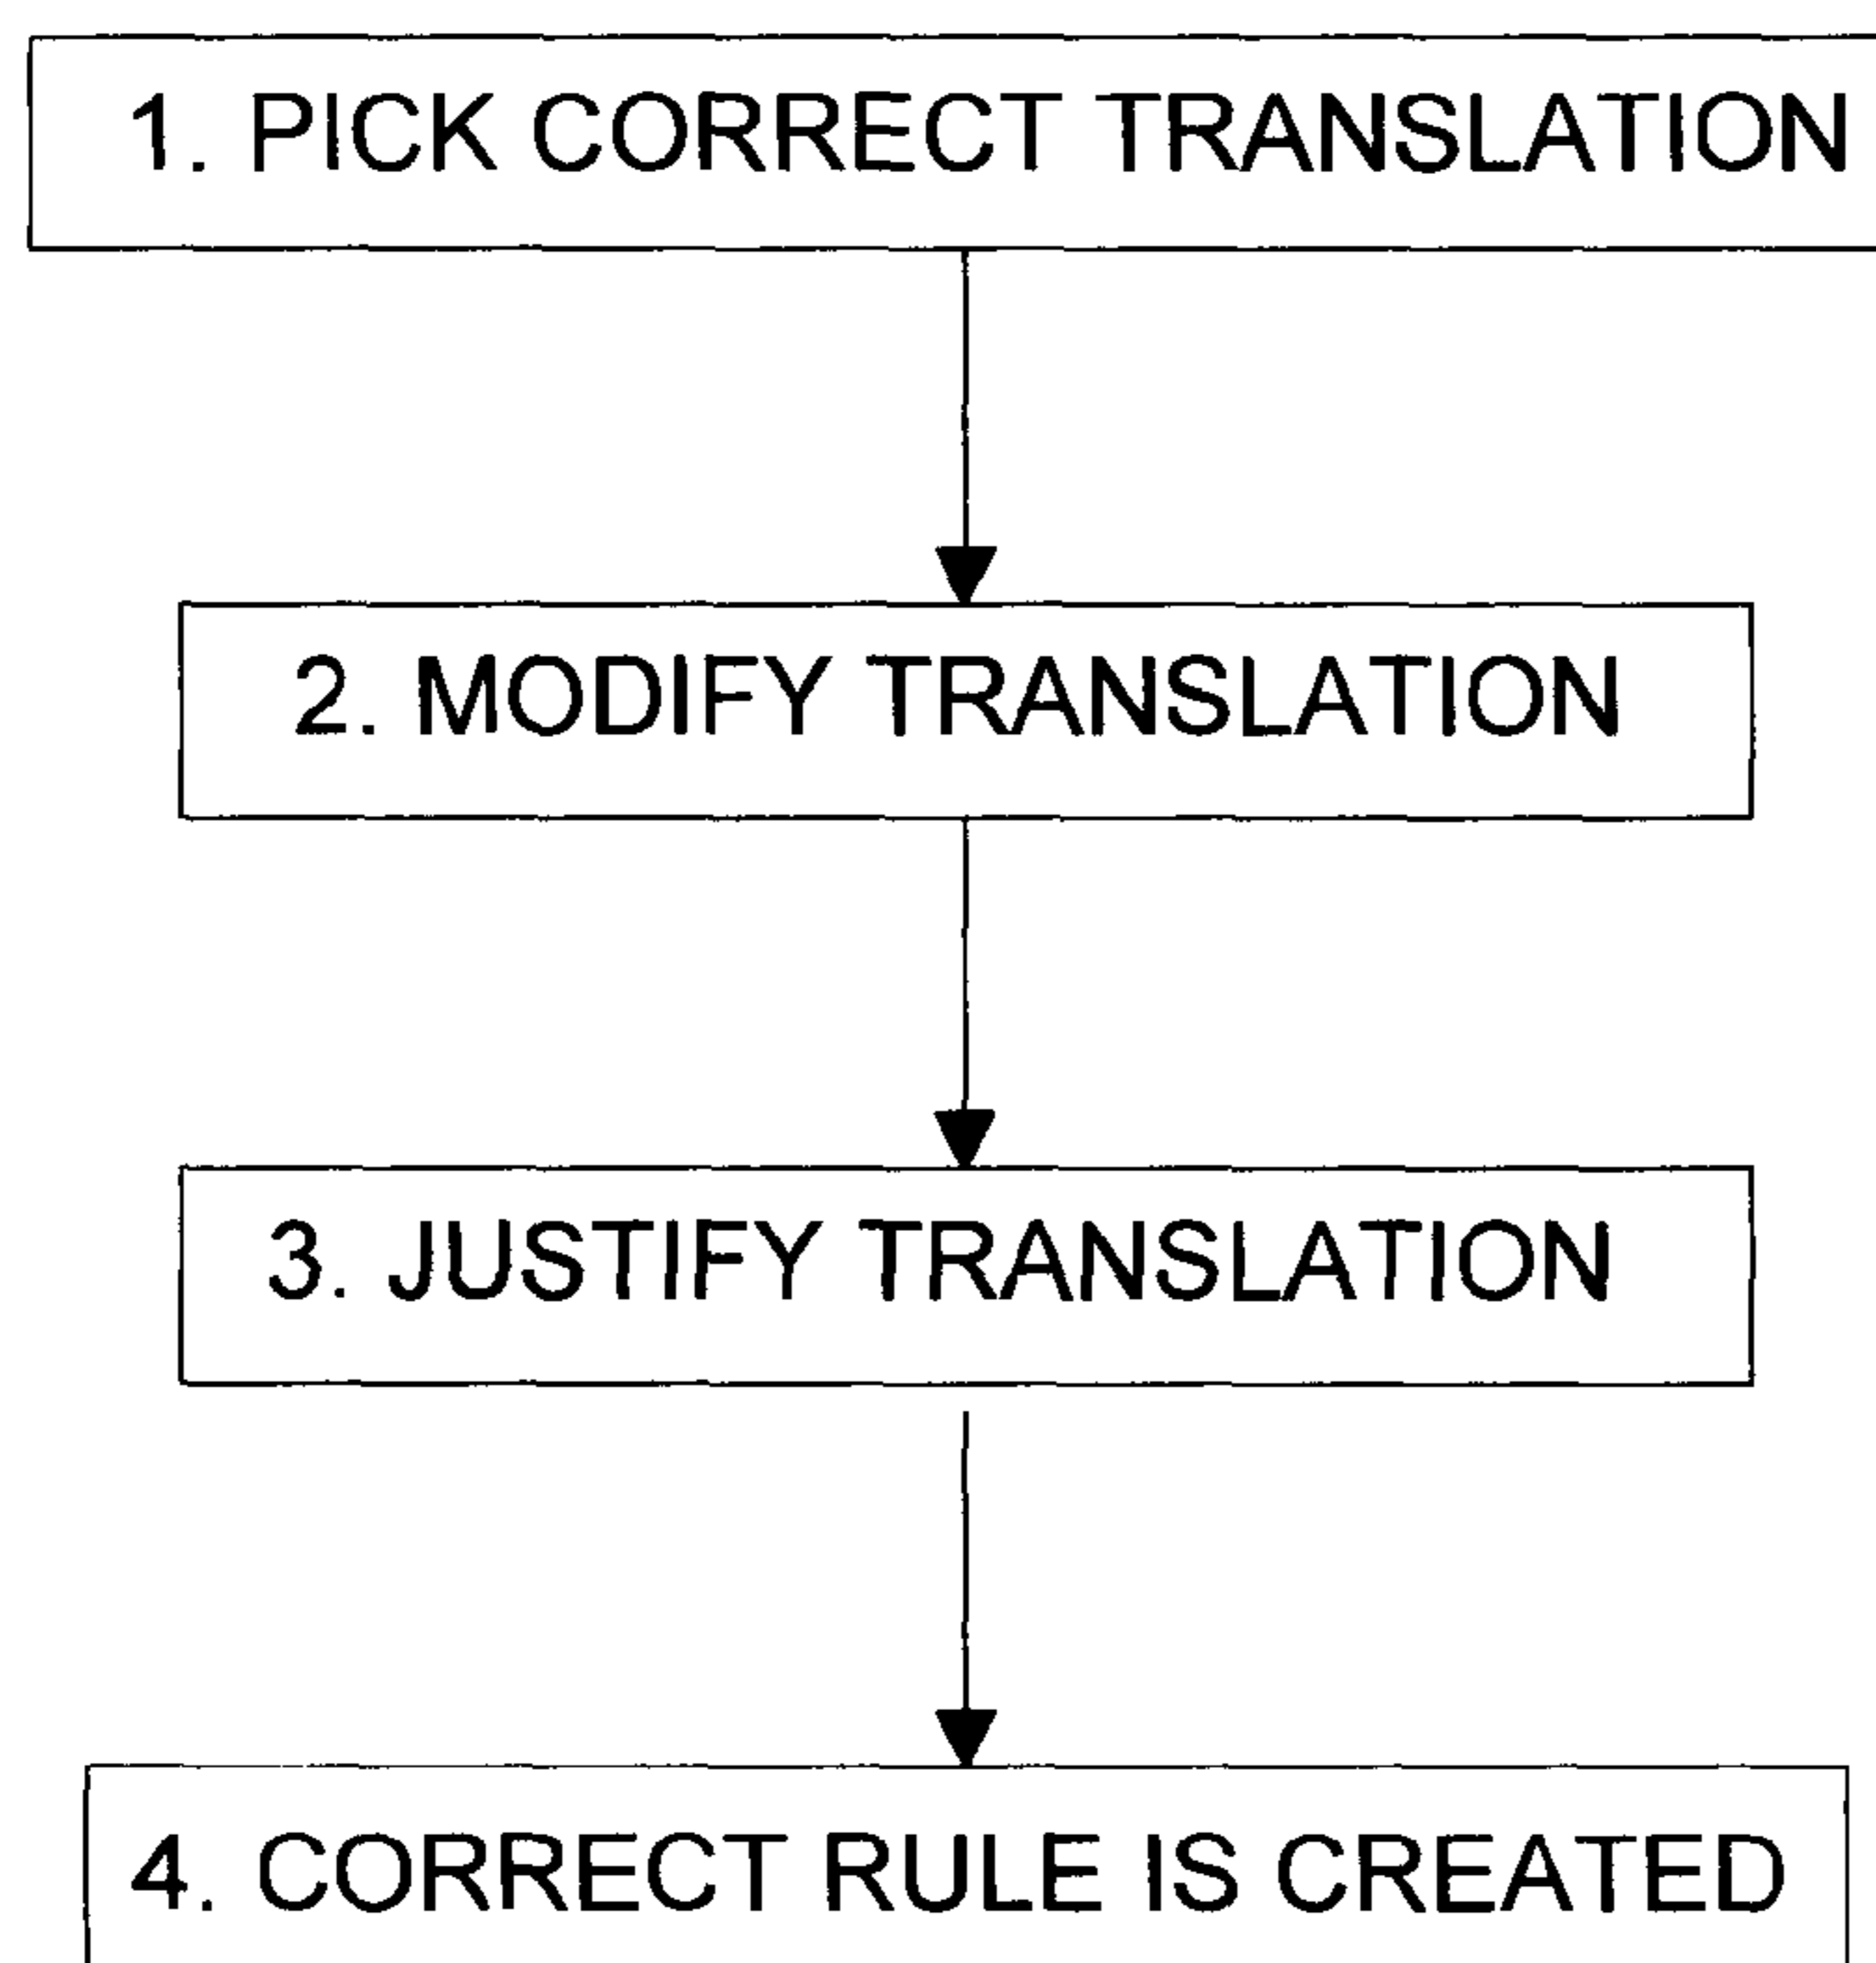 1. PICK CORRECT TRANSLATION
2. MODIFY TRANSLATION
3. JUSTIFY TRANSLATION
4. CORRECT RULE IS CREATED